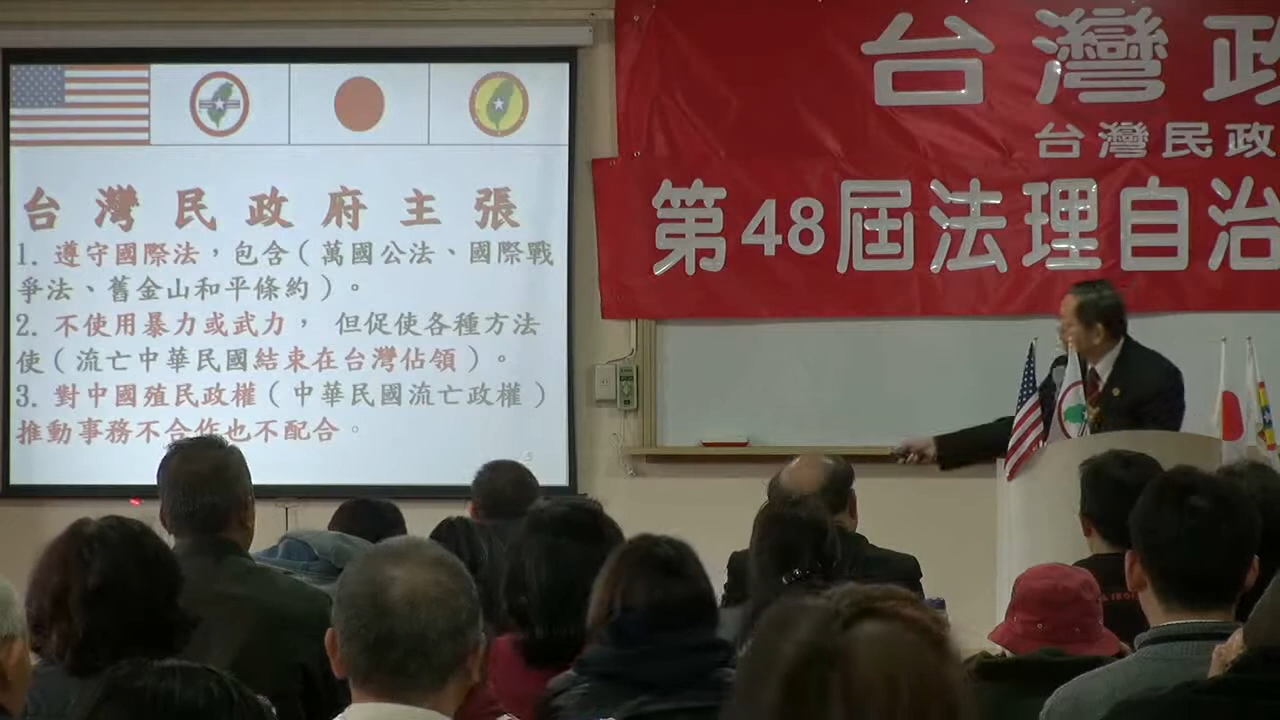 台灣民政府主張
1. 遵守國際法，包含（萬國公法、國際戰
爭法、舊金山和平條約）。
2. 不使用暴力或武力， 但促使各種方法
使（流亡中華民國結束在台灣佔領）。
3. 對中國殖民政權（中華民國流亡政權）
推動事務不合作也不配合。
台灣政
台灣民政
第48屆法理自治